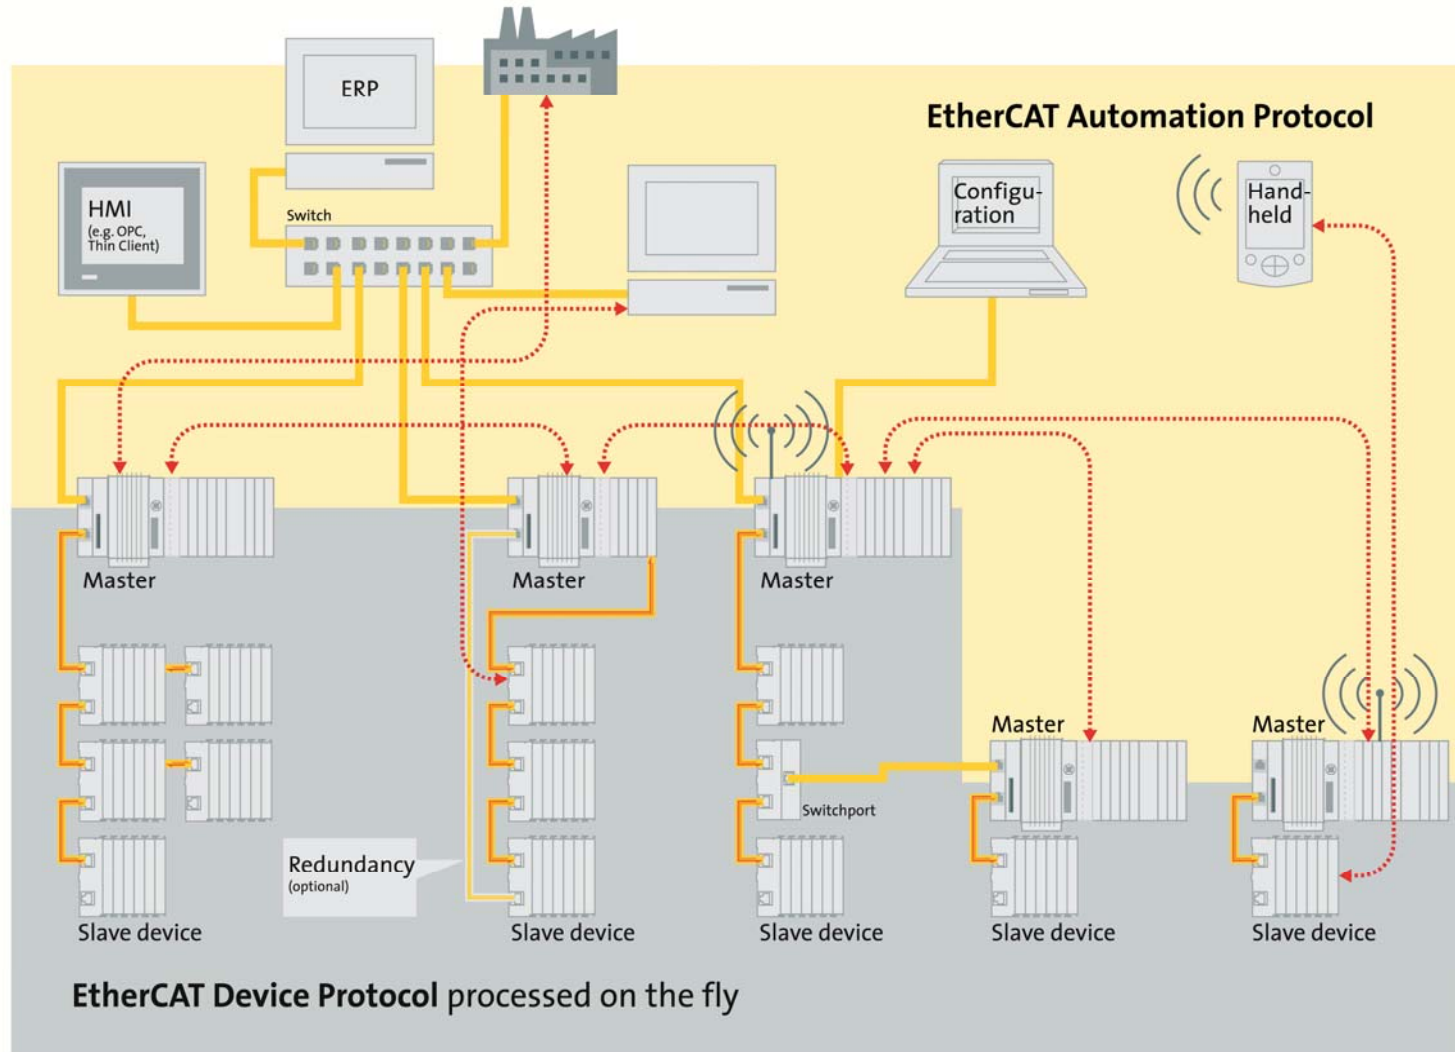 ERP
EtherCAT Automation Protocol
HMI
(e.g. OPC,
Thin Client)
Switch
Configu-
ration
Hand-
held
Master
Master
Master
Master
Master
Switchport
Redundancy
(optional)
Slave device
Slave device
Slave device
Slave device
Slave device
EtherCAT Device Protocol processed on the fly